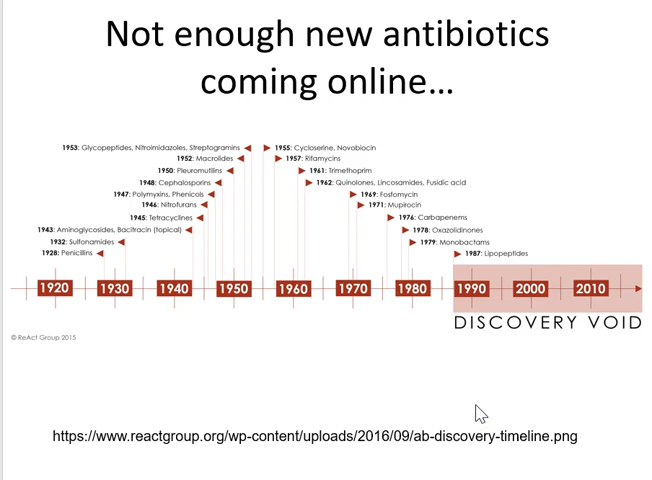 Not enough new antibiotics
coming online…
1953: Glycopeptides, Nitroimidazoles, Streptogramins
1952: Macrolides
1950: Pleuromutilins
1948: Cephalosporins
1947: Polymyxins, Phenicols
1946: Nitrofurans
1945: Tetracyclines
1943: Aminoglycosides, Bacitracin (topical)
1932: Sulfonamides
1928: Penicillins
1955: Cycloserine, Novobiocin
1957: Rifamycins
1961: Trimethoprim
1962: Quinolones, Lincosamides, Fusidic acid
1969: Fosfomycin
1971: Mupirocin
1976: Carbapenems
1978: Oxazolidinones
1979: Monobactams
1987: Lipopeptides
1920 1930 1940 1950 1960 1970 1980 1990 2000 2010
DISCOVERY VOID
© ReAct Group 2015
https://www.reactgroup.org/wp-content/uploads/2016/09/ab-discovery-timeline.png